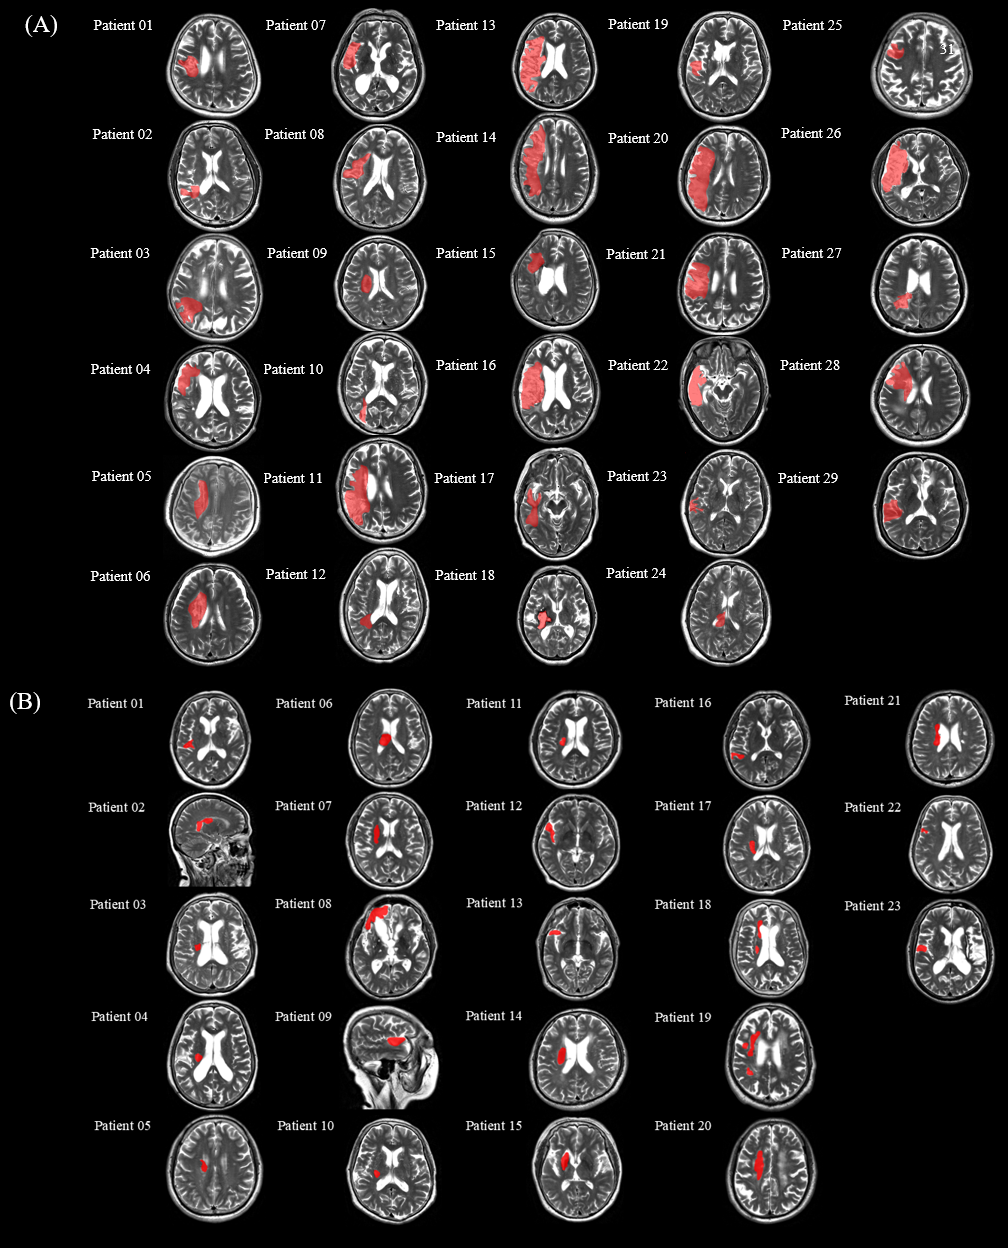 (A)
Patient 01
Patient 07
Patient 13
Patient 19
Patient 25
31
Patient 02
Patient 08
Patient 14
Patient 20
Patient 26
Patient 03
Patient 09
Patient 15
Patient 21
Patient 27
Patient 04
Patient 10
Patient 16
Patient 22
Patient 28
Patient 05
Patient 11
Patient 17
Patient 23
Patient 29
Patient 06
Patient 12
Patient 18
Patient 24
(B)
Patient 01
Patient 06
Patient 11
Patient 16
Patient 21
Patient 02
Patient 07
Patient 12
Patient 17
Patient 22
Patient 03
Patient 08
Patient 13
Patient 18
Patient 23
Patient 04
Patient 09
Patient 14
Patient 19
Patient 05
Patient 10
Patient 15
Patient 20